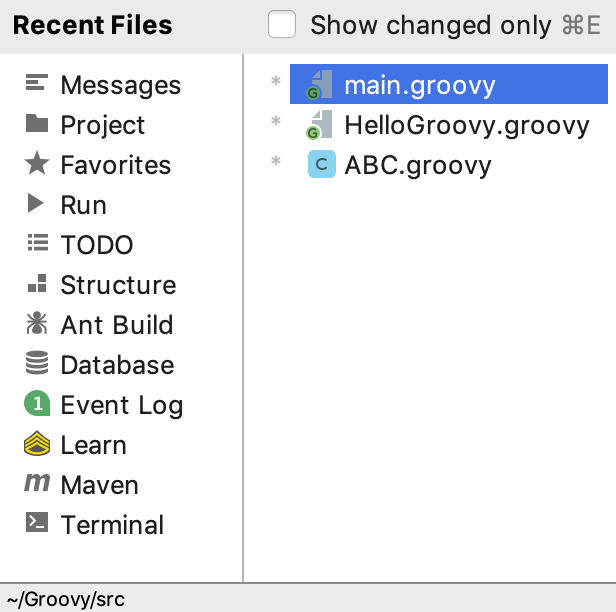 Recent Files
Show changed only ⌘E
Messages
Project
Favorites
Run
TODO
Structure
Ant Build
Database
1 Event Log
Learn
m Maven
Terminal
* G main.groovy
* G HelloGroovy.groovy
* C ABC.groovy
~/Groovy/src